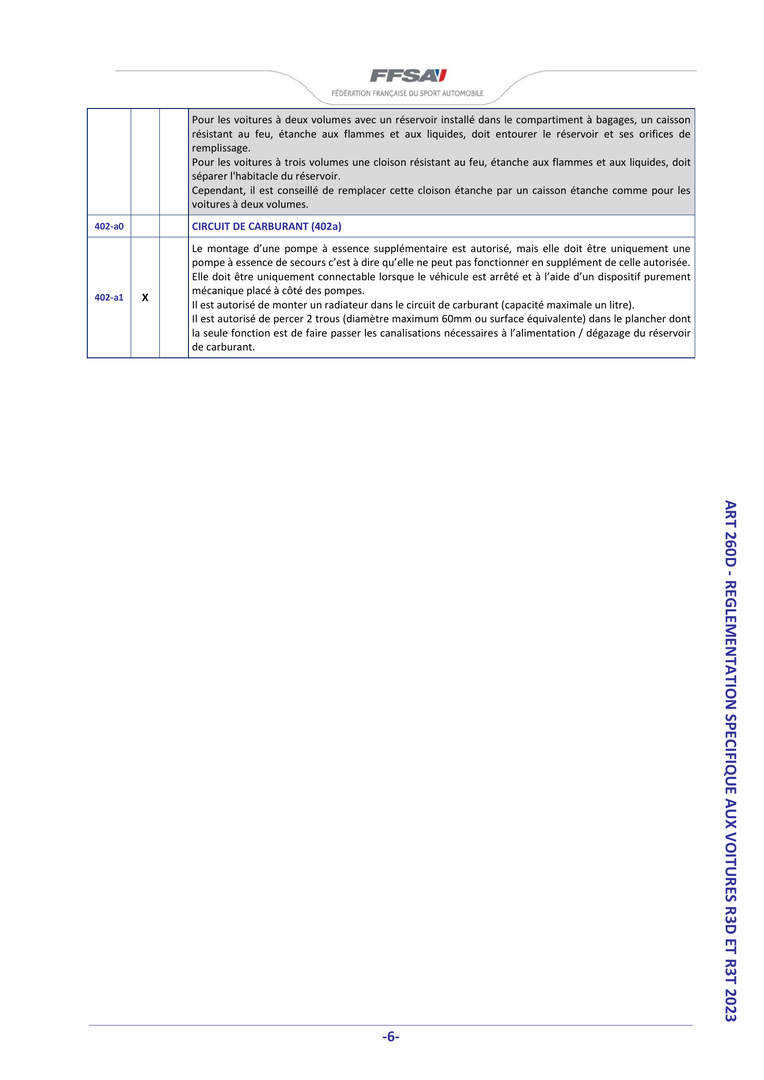 FFSA
FÉDÉRATION FRANÇAISE DU SPORT AUTOMOBILE
Pour les voitures à deux volumes avec un réservoir installé dans le compartiment à bagages, un caisson
résistant au feu, étanche aux flammes et aux liquides, doit entourer le réservoir et ses orifices de
remplissage.
Pour les voitures à trois volumes une cloison résistant au feu, étanche aux flammes et aux liquides, doit
séparer l'habitacle du réservoir.
Cependant, il est conseillé de remplacer cette cloison étanche par un caisson étanche comme pour les
voitures à deux volumes.
402-a0 CIRCUIT DE CARBURANT (402a)
Le montage d’une pompe à essence supplémentaire est autorisé, mais elle doit être uniquement une
pompe à essence de secours c’est à dire qu’elle ne peut pas fonctionner en supplément de celle autorisée.
Elle doit être uniquement connectable lorsque le véhicule est arrêté et à l’aide d’un dispositif purement
mécanique placé à côté des pompes.
402-a1 X
Il est autorisé de monter un radiateur dans le circuit de carburant (capacité maximale un litre).
Il est autorisé de percer 2 trous (diamètre maximum 60mm ou surface équivalente) dans le plancher dont
la seule fonction est de faire passer les canalisations nécessaires à l’alimentation / dégazage du réservoir
de carburant.
ART 260D - REGLEMENTATION SPECIFIQUE AUX VOITURES R3D ET R3T 2023
-6-